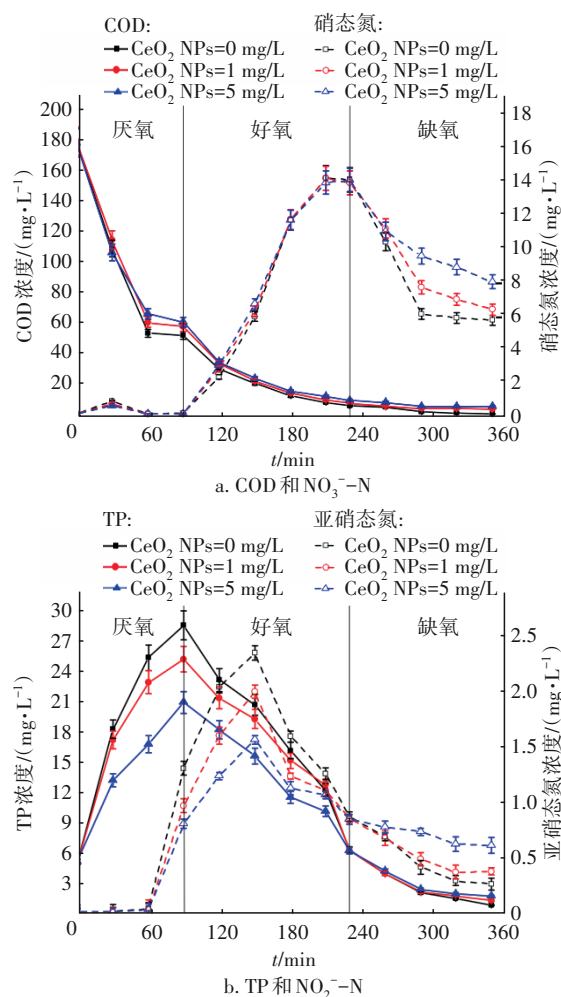 COD: 硝态氮:
CeO₂ NPs=0 mg/L CeO₂ NPs=0 mg/L
CeO₂ NPs=1 mg/L CeO₂ NPs=1 mg/L
CeO₂ NPs=5 mg/L CeO₂ NPs=5 mg/L
厌氧 好氧 缺氧
COD浓度/(mg·L⁻¹)
200
180
160
140
120
100
80
60
40
20
硝态氮浓度/(mg·L⁻¹)
18
16
14
12
10
8
6
4
2
0
0 60 120 180 240 300 360
t/min
a. COD和NO₃⁻-N
TP: 亚硝态氮:
CeO₂ NPs=0 mg/L CeO₂ NPs=0 mg/L
CeO₂ NPs=1 mg/L CeO₂ NPs=1 mg/L
CeO₂ NPs=5 mg/L CeO₂ NPs=5 mg/L
厌氧 好氧 缺氧
TP浓度/(mg·L⁻¹)
30
27
24
21
18
15
12
9
6
3
亚硝态氮浓度/(mg·L⁻¹)
2.5
2.0
1.5
1.0
0.5
0
0 60 120 180 240 300 360
t/min
b. TP和NO₂⁻-N